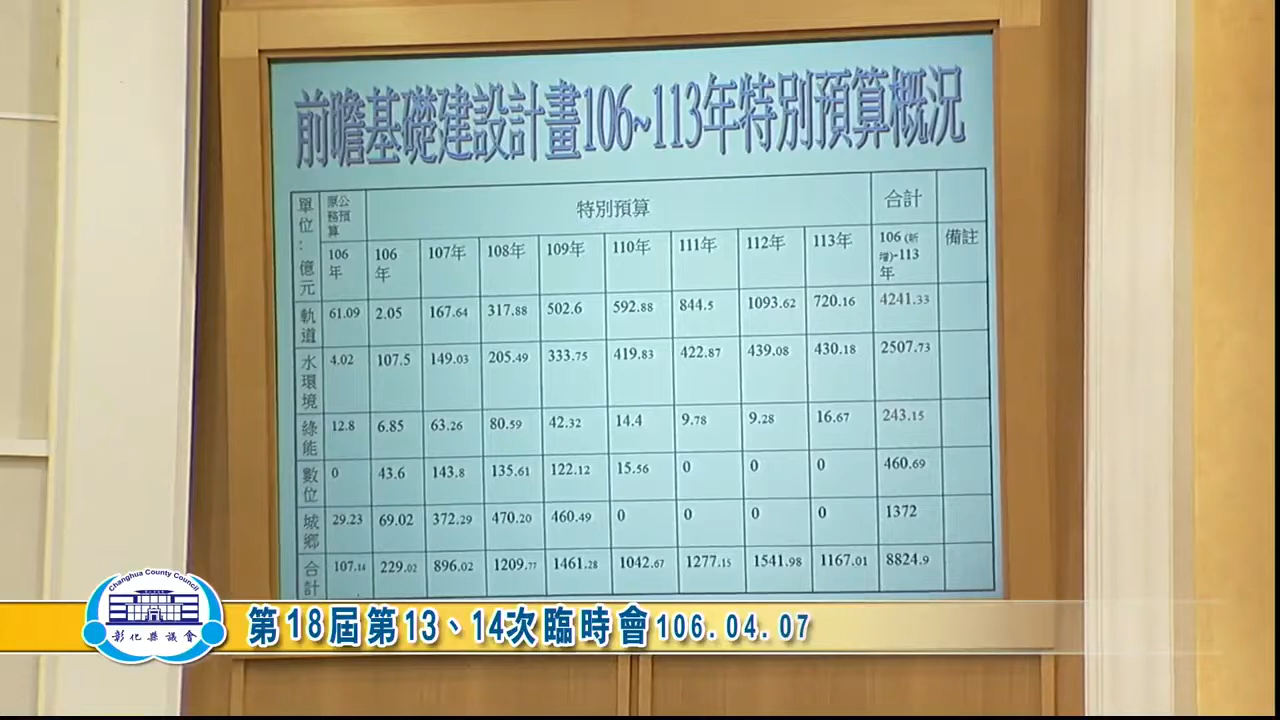 前瞻基礎建設計畫106~113年特別預算概況
單位：億元 原公務預算 特別預算 合計
106年 106年 107年 108年 109年 110年 111年 112年 113年 106(新增)-113年 備註
軌道 61.09 2.05 167.64 317.88 502.6 592.88 844.5 1093.62 720.16 4241.33
水環境 4.02 107.5 149.03 205.49 333.75 419.83 422.87 439.08 430.18 2507.73
綠能 12.8 6.85 63.26 80.59 42.32 14.4 9.78 9.28 16.67 243.15
數位 0 43.6 143.8 135.61 122.12 15.56 0 0 0 460.69
城鄉 29.23 69.02 372.29 470.20 460.49 0 0 0 0 1372
合計 107.14 229.02 896.02 1209.77 1461.28 1042.67 1277.15 1541.98 1167.01 8824.9
Changhua County Council
彰化縣議會
第18屆第13、14次臨時會106.04.07